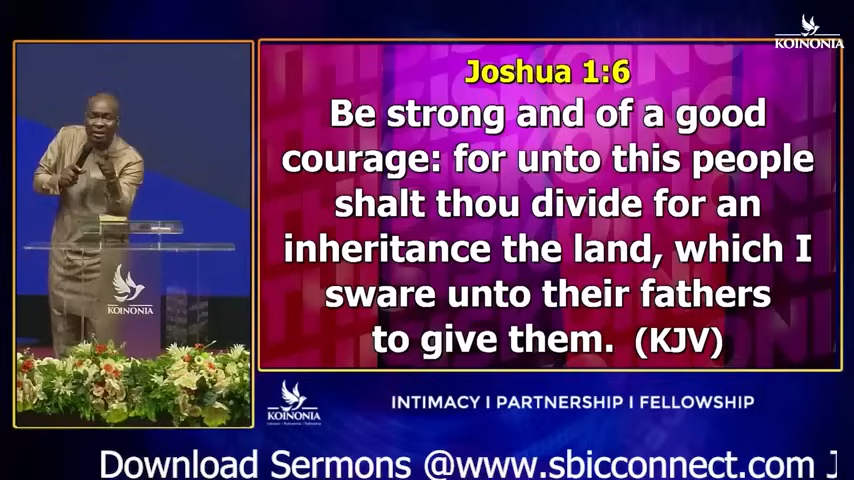 KOINONIA
Joshua 1:6
Be strong and of a good
courage: for unto this people
shalt thou divide for an
inheritance the land, which I
sware unto their fathers
to give them. (KJV)
KOINONIA
KOINONIA
INTIMACY I PARTNERSHIP I FELLOWSHIP
Download Sermons @www.sbicconnect.com J